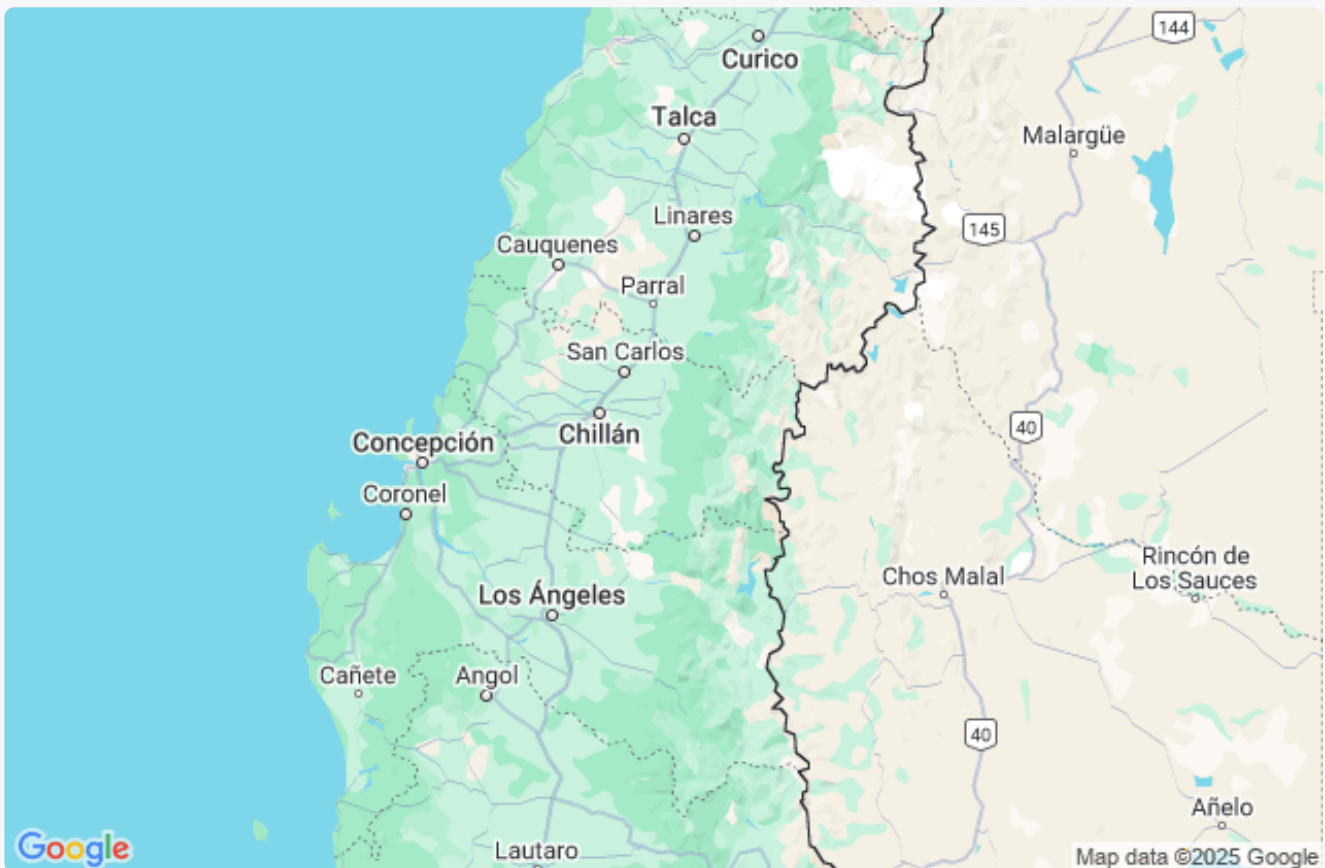 144
Curico
Talca
Malargüe
Linares
145
Cauquenes
Parral
San Carlos
40
Chillán
Concepción
Coronel
Rincón de
Los Sauces
Chos Malal
Los Ángeles
Cañete
Angol
40
Añelo
Lautaro
Google
Map data ©2025 Google